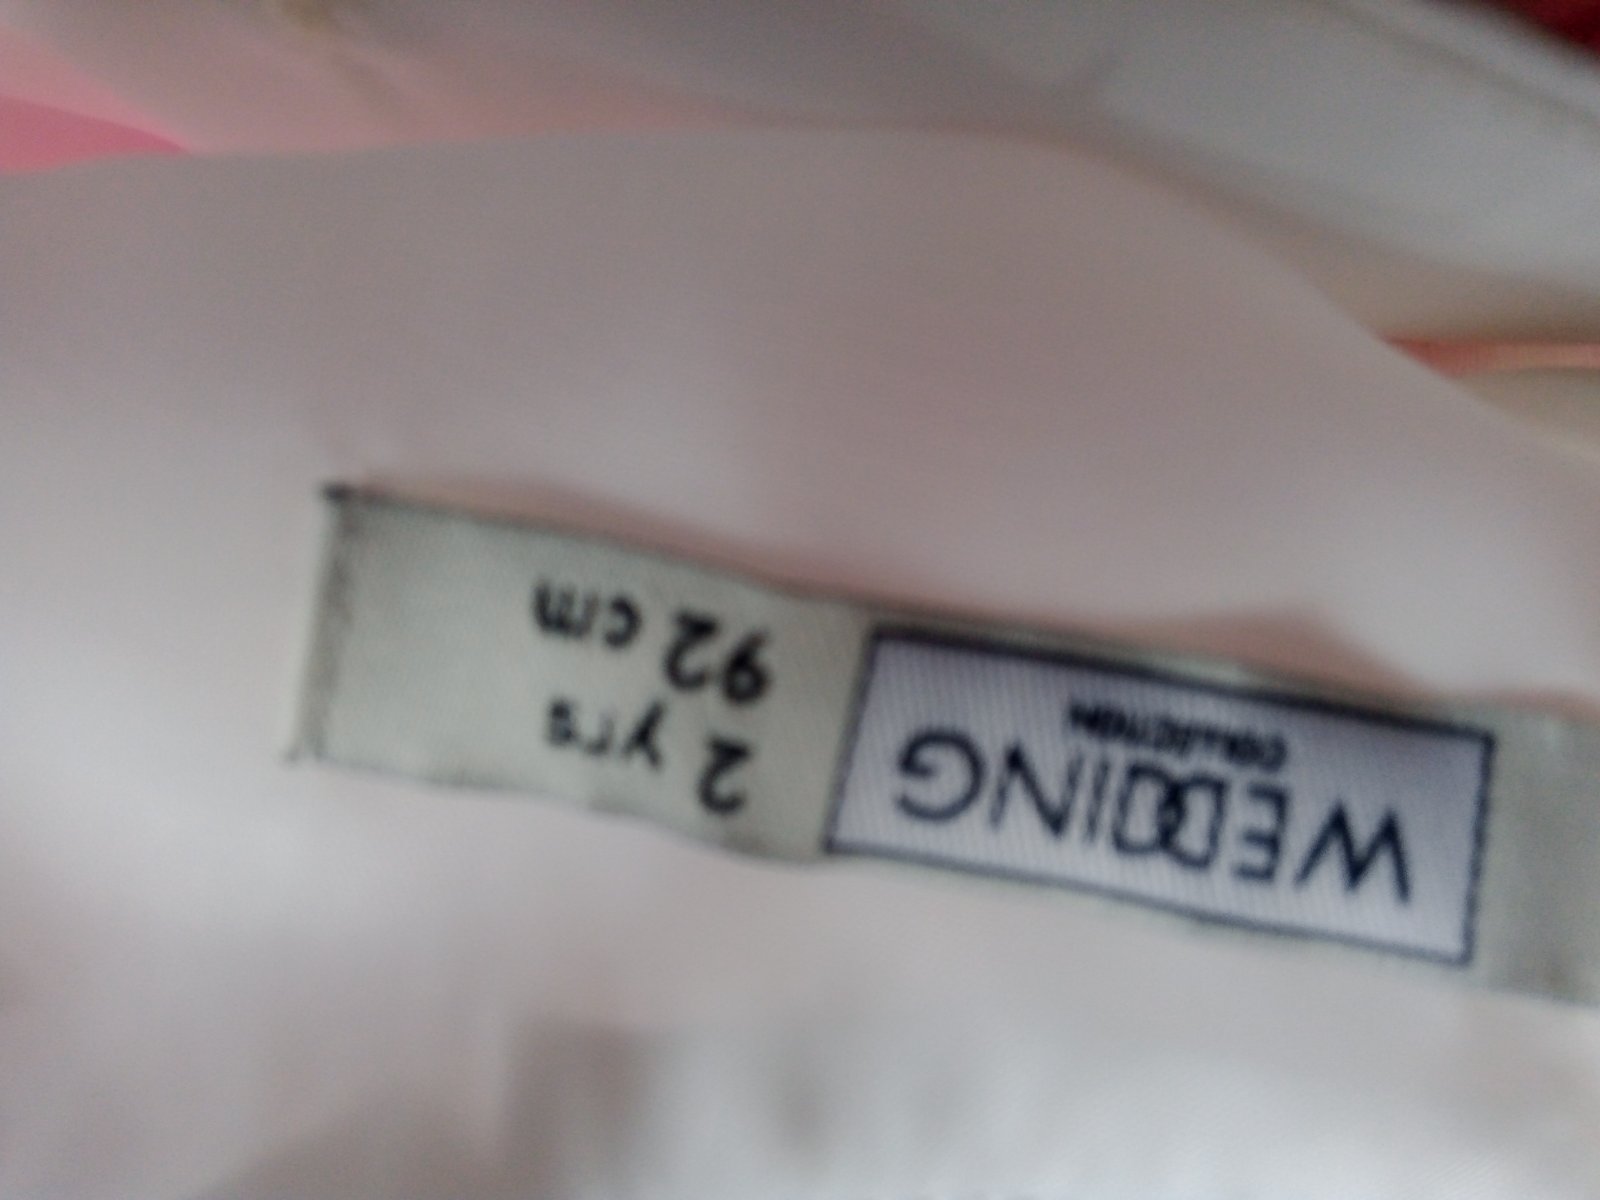 WEDDING
COLLECTION
2 yrs
92 cm